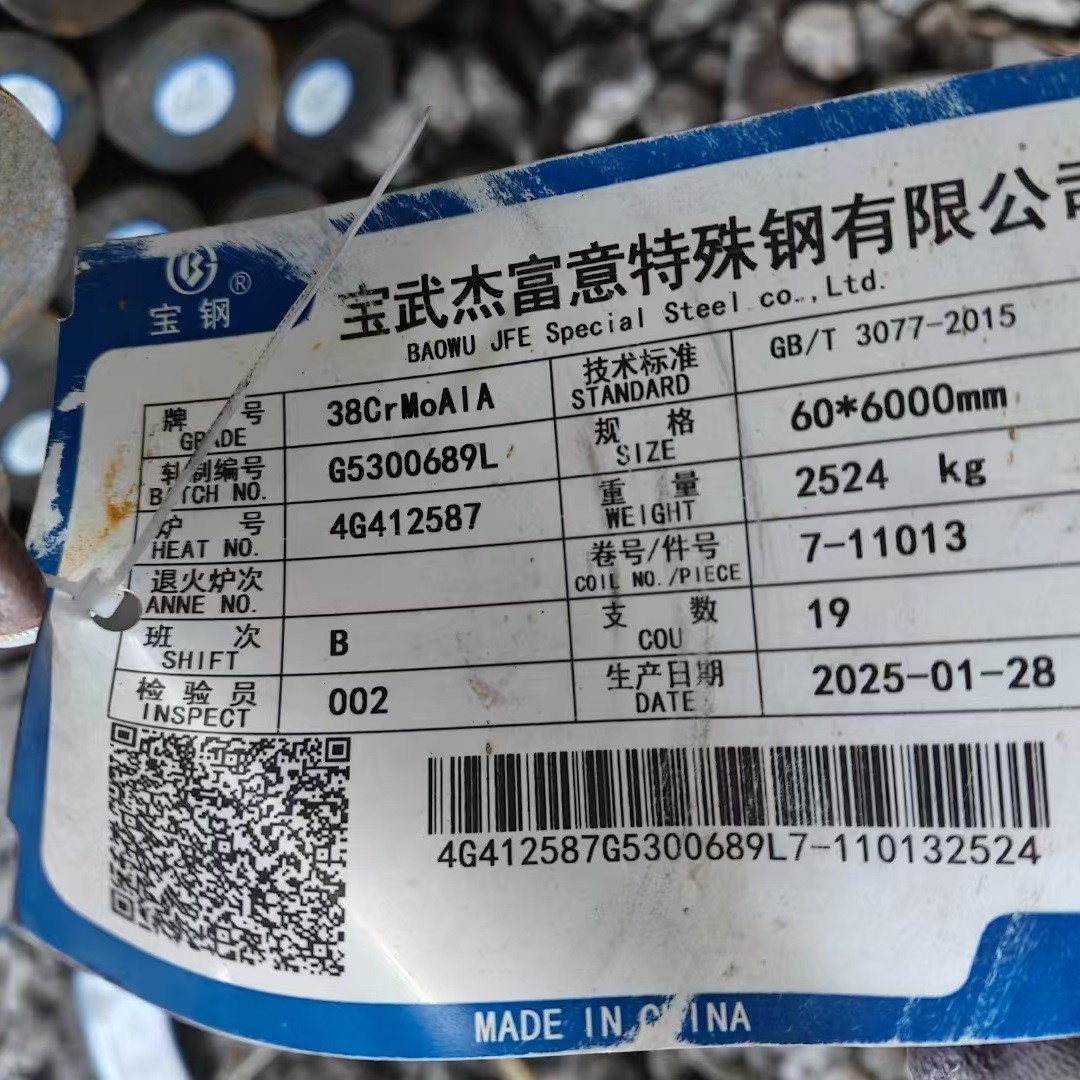 宝钢®
宝武杰富意特殊钢有限公司
BAOWU JFE Special Steel co.,Ltd.
牌号 GRADE 38CrMoAlA 技术标准 STANDARD GB/T 3077-2015
轧制编号 BATCH NO. G5300689L 规格 SIZE 60*6000mm
炉号 HEAT NO. 4G412587 重量 WEIGHT 2524 kg
退火炉次 ANNE NO. 卷号/件号 COIL NO./PIECE 7-11013
班次 SHIFT B 支数 COU 19
检验员 INSPECT 002 生产日期 DATE 2025-01-28
4G412587G5300689L7-110132524
MADE IN CHINA